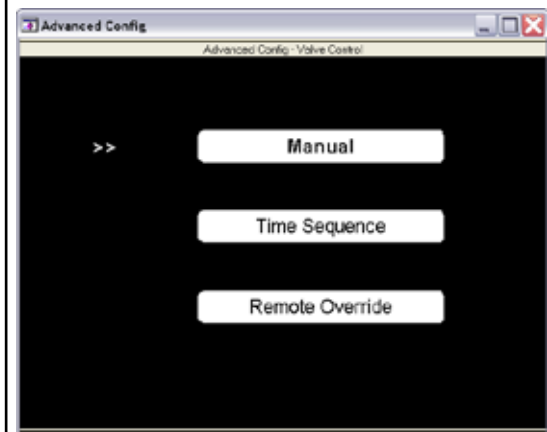 Advanced Config
Advanced Config - Valve Control
>> Manual
Time Sequence
Remote Override